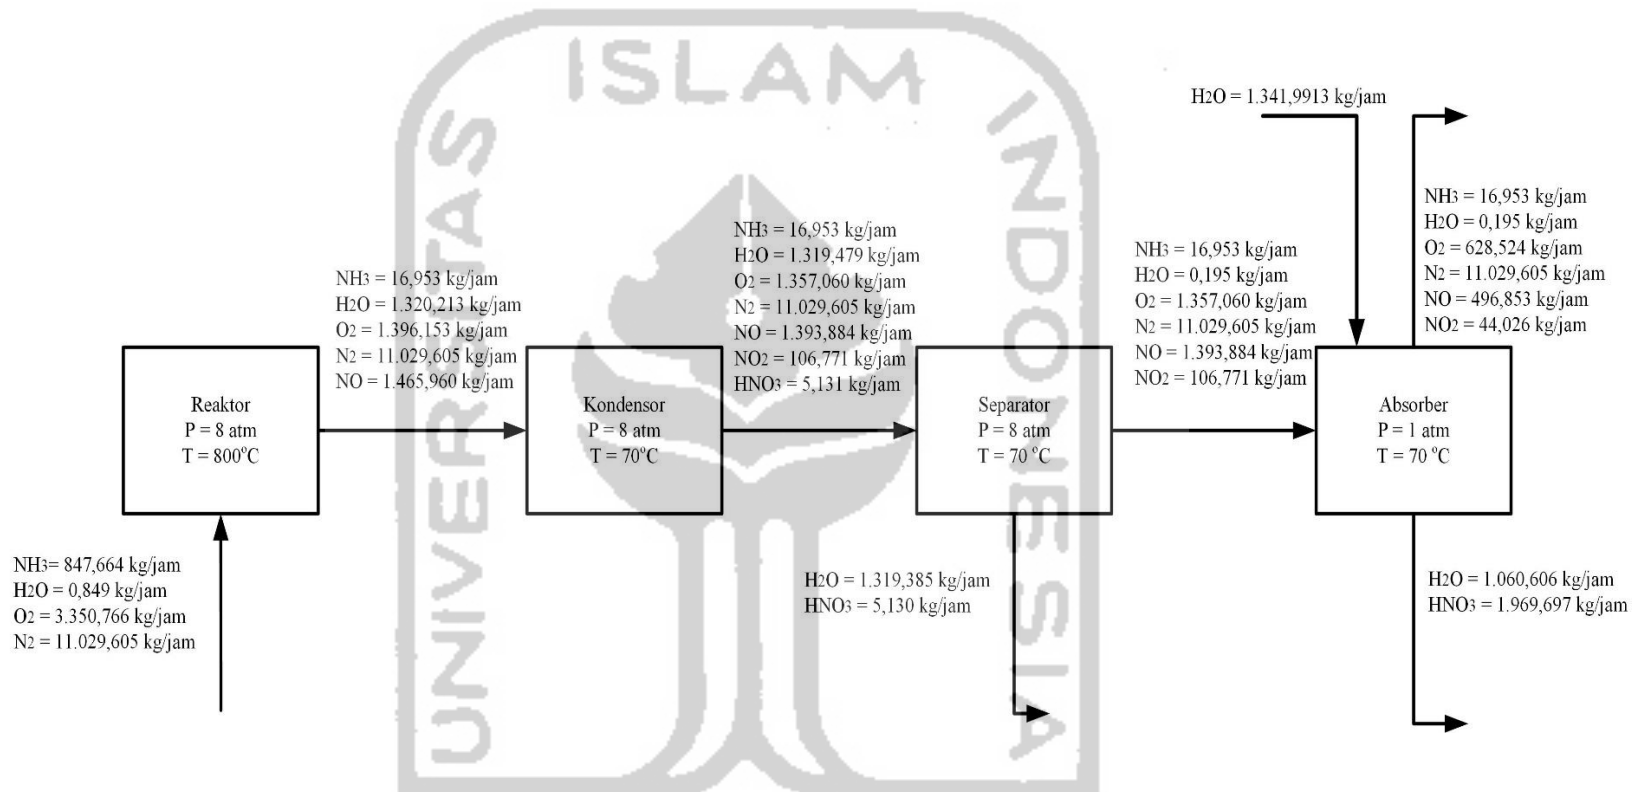 UNIVERSITAS
ISLAM
INDONESIA
NH3= 847,664 kg/jam
H2O = 0,849 kg/jam
O2 = 3.350,766 kg/jam
N2 = 11.029,605 kg/jam
Reaktor
P = 8 atm
T = 800°C
NH3 = 16,953 kg/jam
H2O = 1.320,213 kg/jam
O2 = 1.396,153 kg/jam
N2 = 11.029,605 kg/jam
NO = 1.465,960 kg/jam
Kondensor
P = 8 atm
T = 70°C
NH3 = 16,953 kg/jam
H2O = 1.319,479 kg/jam
O2 = 1.357,060 kg/jam
N2 = 11.029,605 kg/jam
NO = 1.393,884 kg/jam
NO2 = 106,771 kg/jam
HNO3 = 5,131 kg/jam
Separator
P = 8 atm
T = 70 °C
H2O = 1.319,385 kg/jam
HNO3 = 5,130 kg/jam
NH3 = 16,953 kg/jam
H2O = 0,195 kg/jam
O2 = 1.357,060 kg/jam
N2 = 11.029,605 kg/jam
NO = 1.393,884 kg/jam
NO2 = 106,771 kg/jam
H2O = 1.341,9913 kg/jam
Absorber
P = 1 atm
T = 70 °C
NH3 = 16,953 kg/jam
H2O = 0,195 kg/jam
O2 = 628,524 kg/jam
N2 = 11.029,605 kg/jam
NO = 496,853 kg/jam
NO2 = 44,026 kg/jam
H2O = 1.060,606 kg/jam
HNO3 = 1.969,697 kg/jam